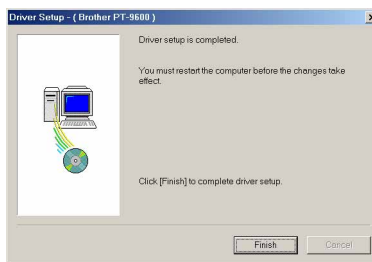 Driver Setup - ( Brother PT-9600 )
Driver setup is completed.
You must restart the computer before the changes take
effect.
Click [Finish] to complete driver setup.
Finish
Cancel